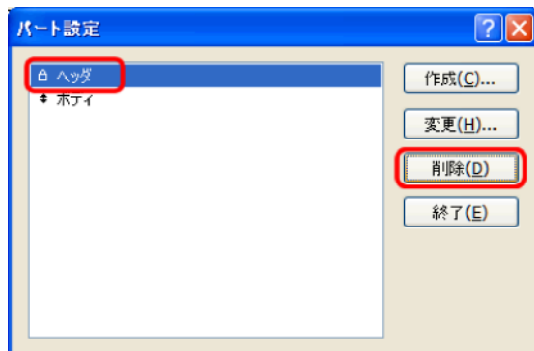 パート設定
ヘッダ
ボディ
作成(C)...
変更(H)...
削除(D)
終了(E)